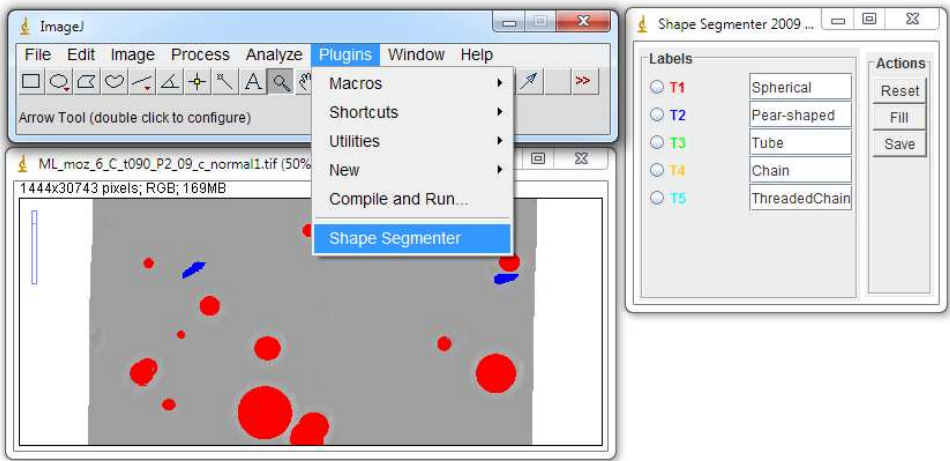 ImageJ
File Edit Image Process Analyze Plugins Window Help
A >>
Arrow Tool (double click to configure)
Macros
Shortcuts
Utilities
New
Compile and Run...
Shape Segmenter
ML_moz_6_C_t090_P2_09_c_normal1.tif (50%
1444x30743 pixels; RGB; 169MB
Shape Segmenter 2009 ...
Labels
T1 Spherical
T2 Pear-shaped
T3 Tube
T4 Chain
T5 ThreadedChain
Actions
Reset
Fill
Save